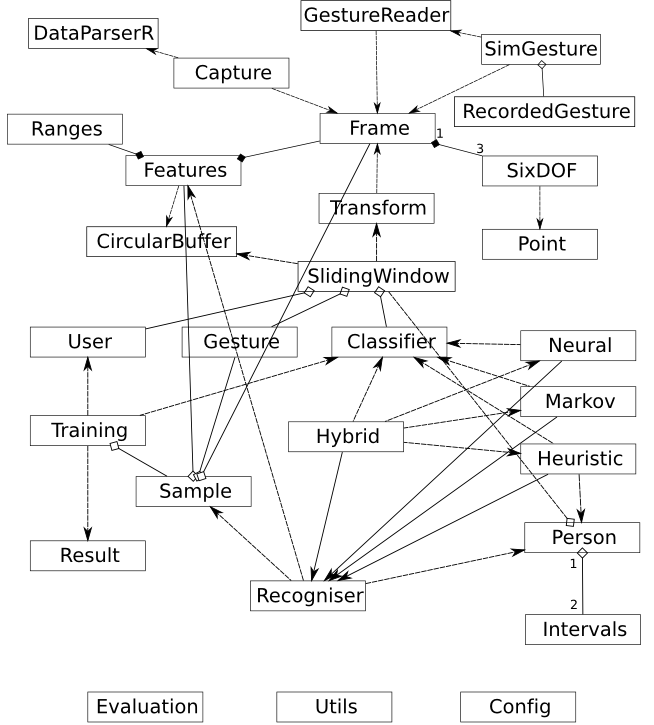 GestureReader
DataParserR
SimGesture
Capture
RecordedGesture
Ranges
Frame
1
3
Features
SixDOF
Transform
CircularBuffer
Point
SlidingWindow
User
Gesture
Classifier
Neural
Markov
Training
Hybrid
Heuristic
Sample
Person
Result
1
Recogniser
2
Intervals
Evaluation
Utils
Config